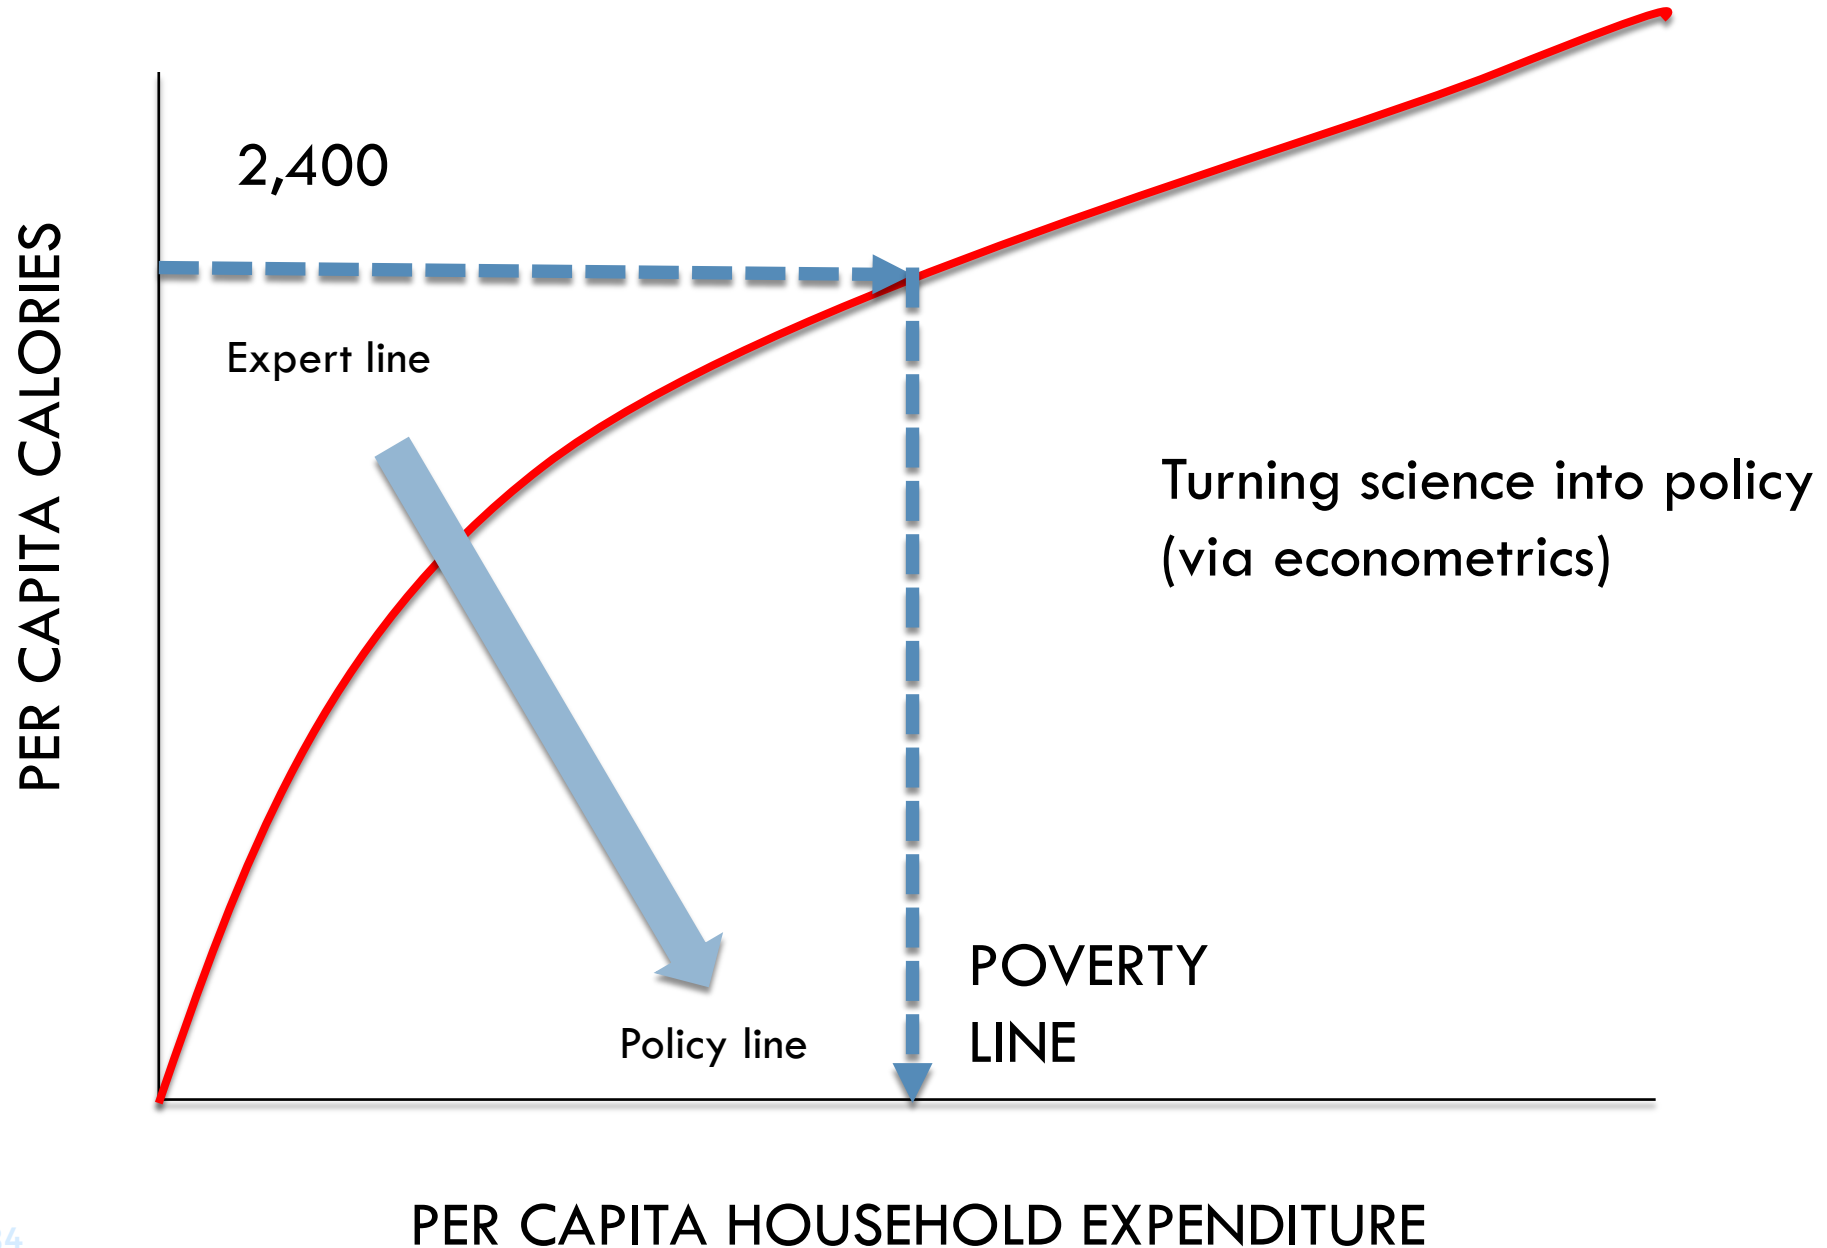 2,400
PER CAPITA CALORIES
Expert line
Turning science into policy
(via econometrics)
POVERTY
LINE
Policy line
PER CAPITA HOUSEHOLD EXPENDITURE